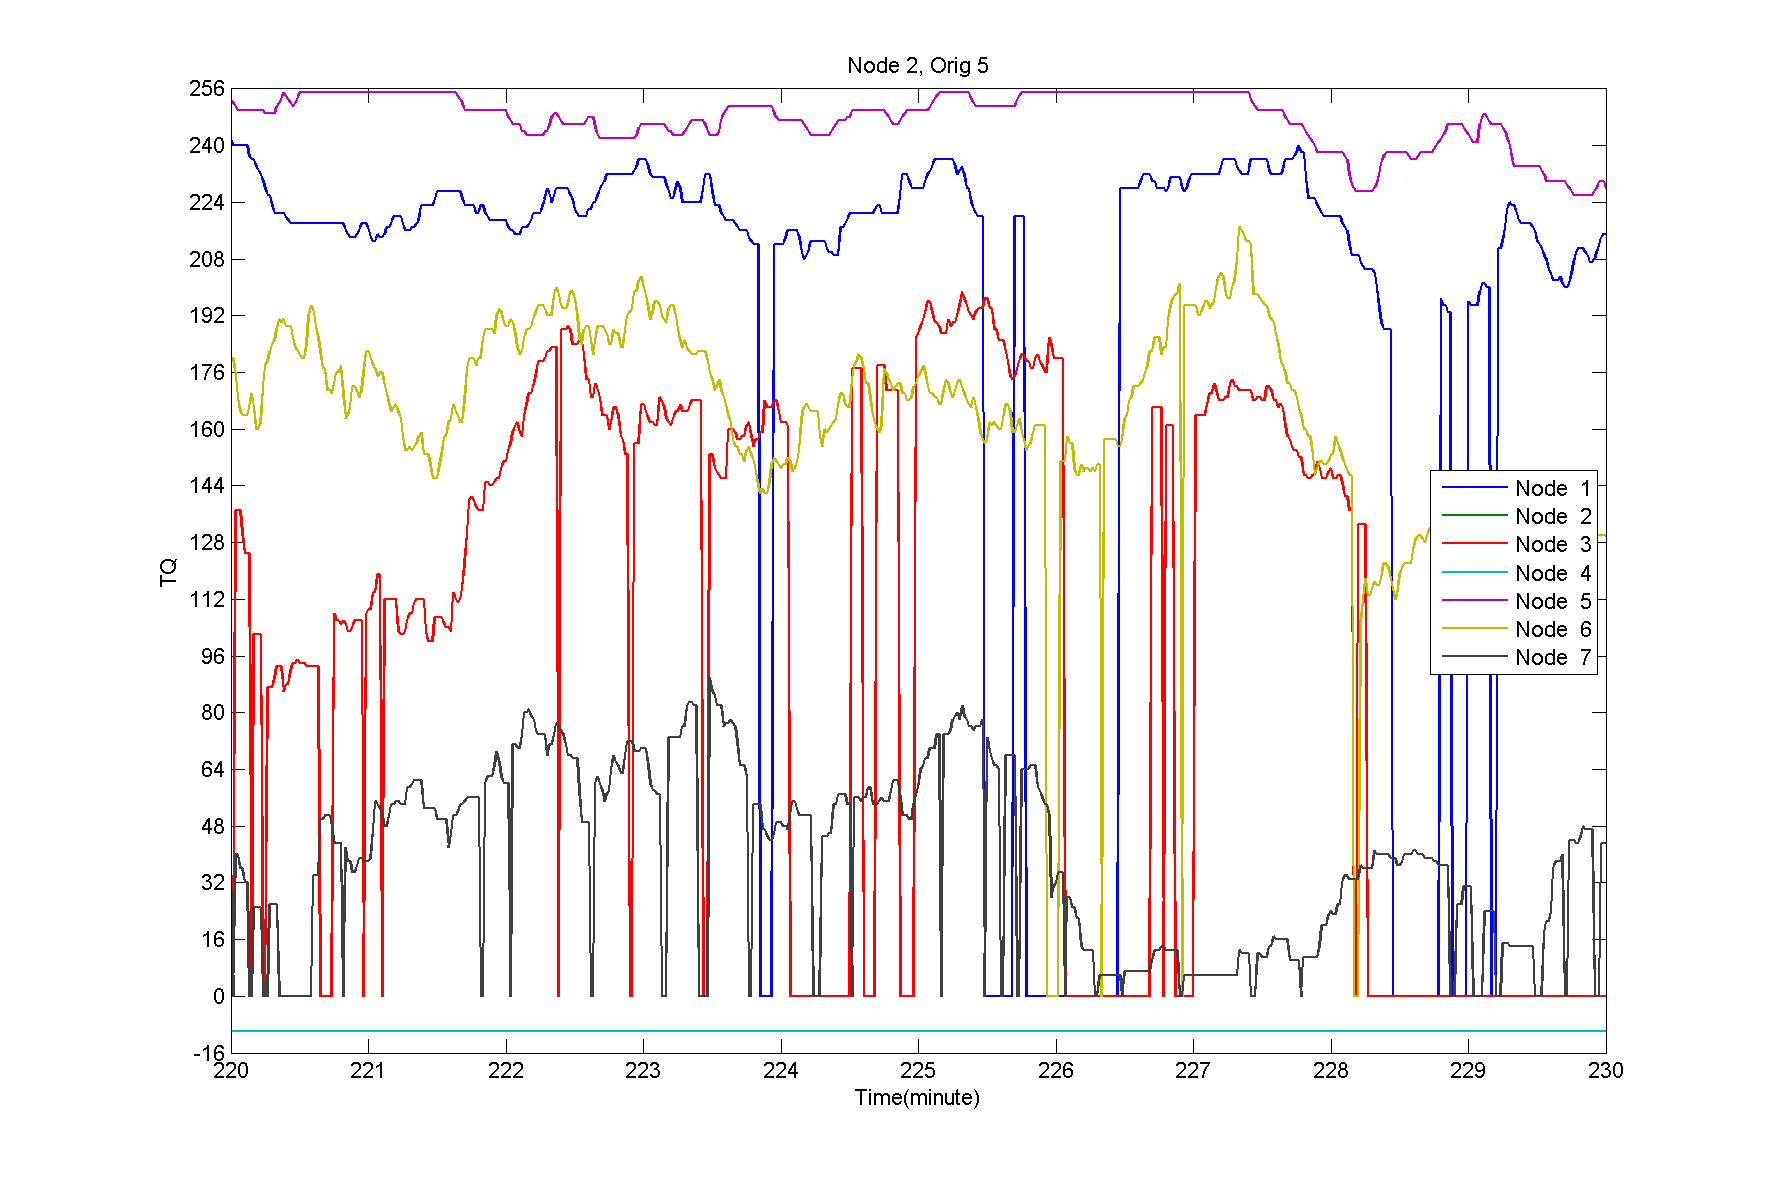 Node 2, Orig 5
256
240
224
208
192
176
160
144
128
112
96
80
64
48
32
16
0
-16
TQ
Node 1
Node 2
Node 3
Node 4
Node 5
Node 6
Node 7
220 221 222 223 224 225 226 227 228 229 230
Time(minute)